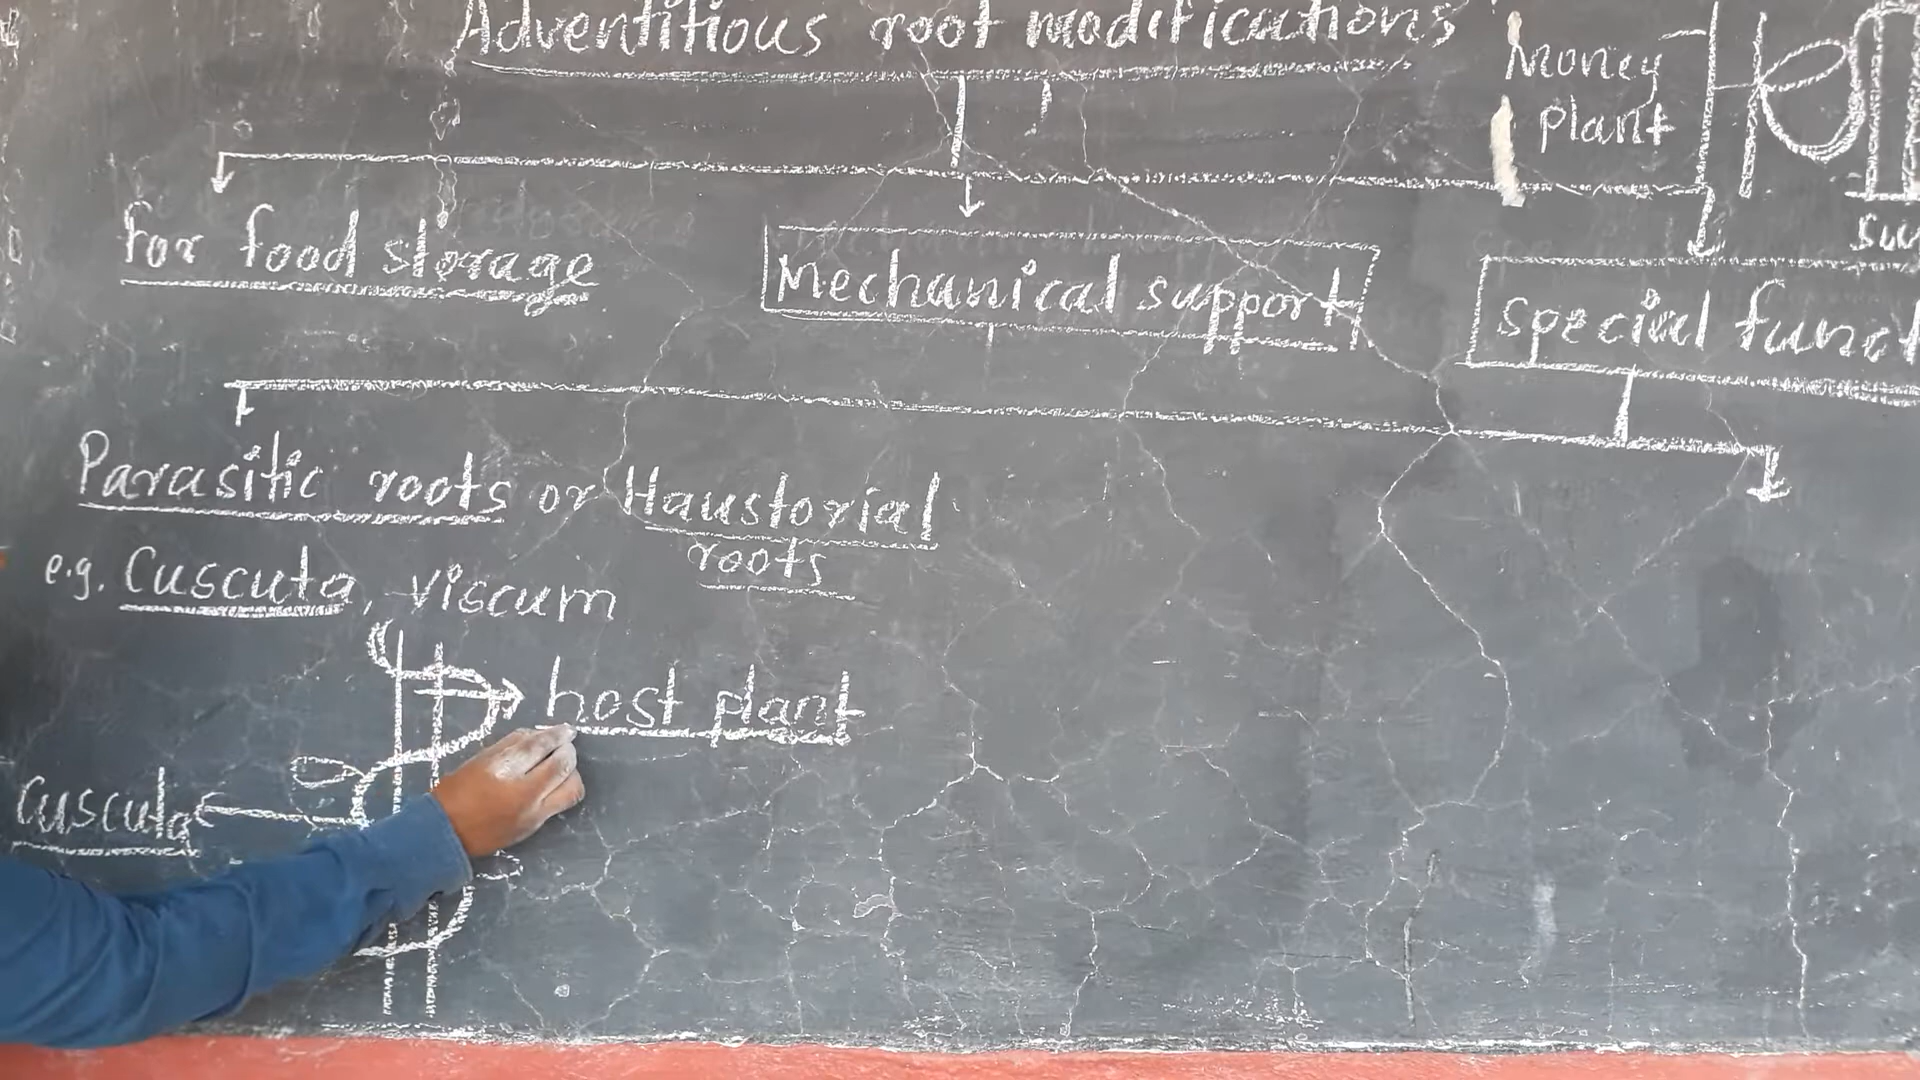 Adventitious root modifications
Money
plant
for food storage
Mechanical support
special funct
Parasitic roots or Haustorial
roots
e.g. Cuscuta, viscum
host plant
Cuscuta